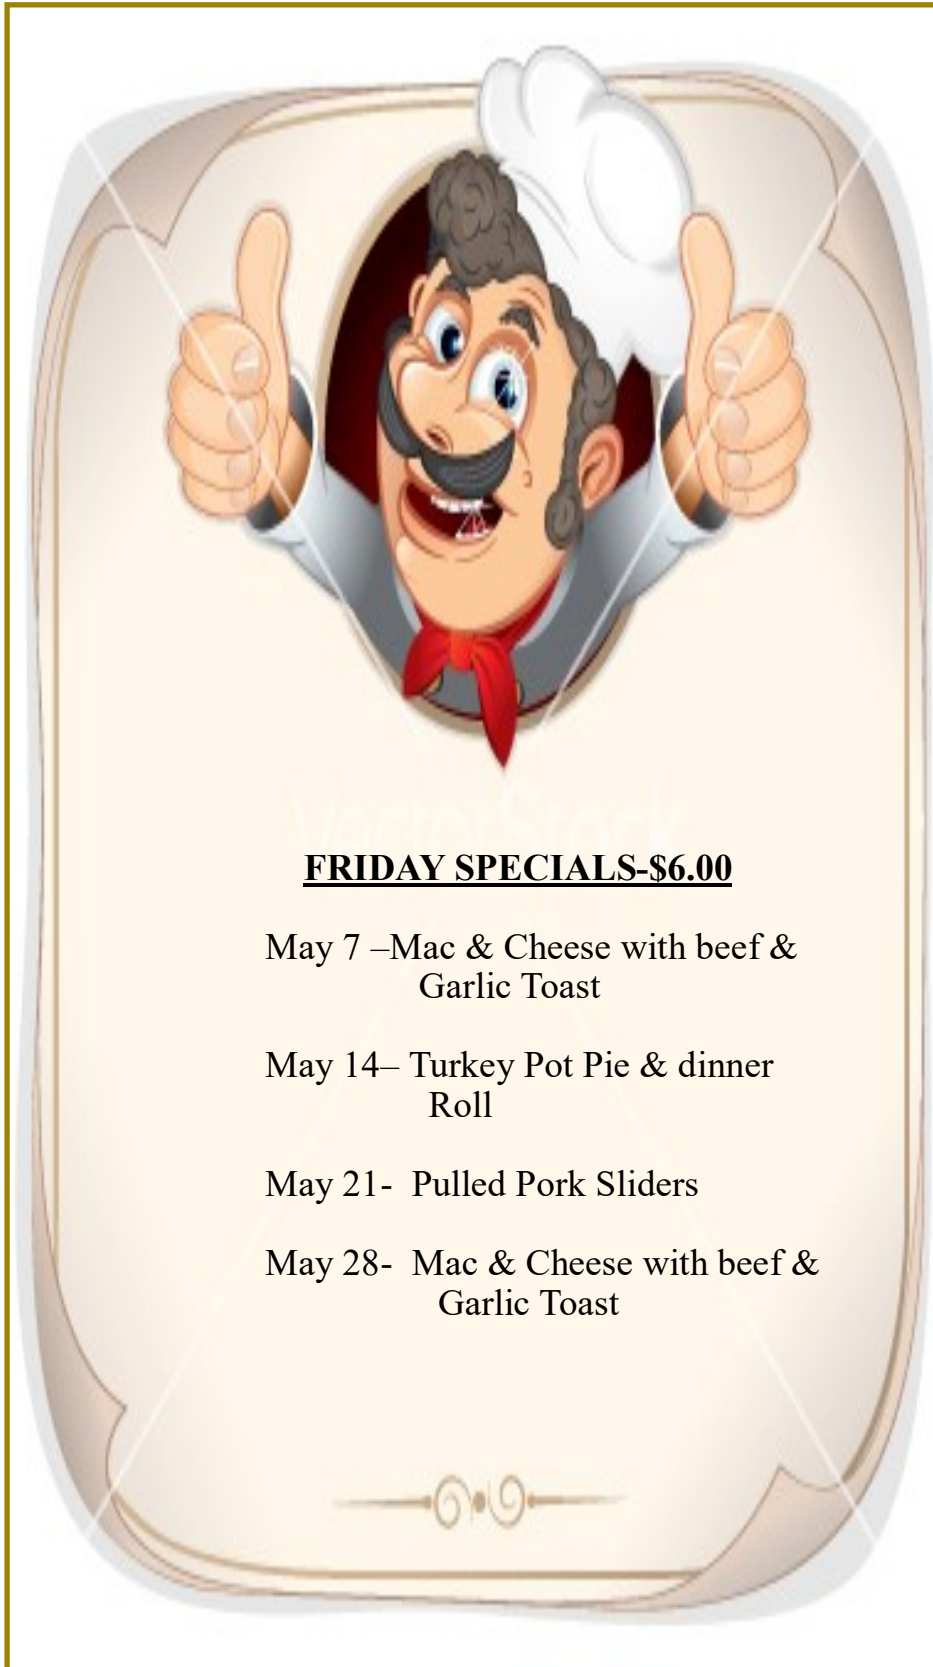 VectorStock
FRIDAY SPECIALS-$6.00
May 7 –Mac & Cheese with beef &
Garlic Toast
May 14– Turkey Pot Pie & dinner
Roll
May 21-  Pulled Pork Sliders
May 28-  Mac & Cheese with beef &
Garlic Toast